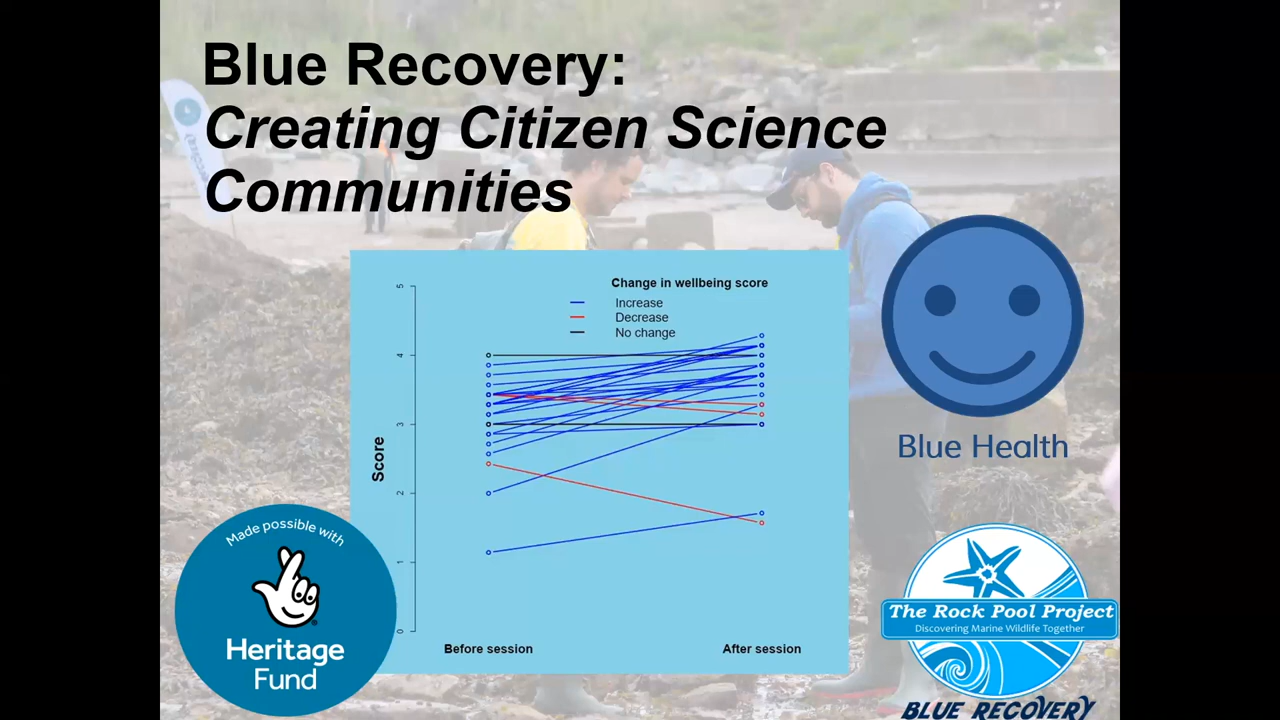 Blue Recovery:
Creating Citizen Science
Communities
Change in wellbeing score
Increase
Decrease
No change
5
4
3
2
1
0
Score
Before session
After session
Blue Health
Made possible with
Heritage
Fund
The Rock Pool Project
Discovering Marine Wildlife Together
BLUE RECOVERY